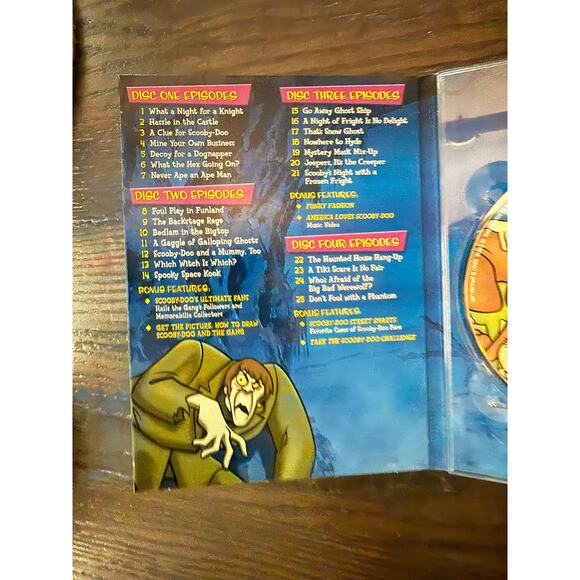 DISC ONE EPISODES
1 What a Night for a Knight
2 Hassle in the Castle
3 A Clue for Scooby-Doo
4 Mine Your Own Business
5 Decoy for a Dognapper
6 What the Hex Going On?
7 Never Ape an Ape Man
DISC TWO EPISODES
8 Foul Play in Funland
9 The Backstage Rage
10 Bedlam in the Bigtop
11 A Gaggle of Galloping Ghosts
12 Scooby-Doo and a Mummy, Too
13 Which Witch is Which?
14 Spooky Space Kook
BONUS FEATURES:
SCOOBY-DOO'S ULTIMATE FANS
Hails the Gang's Followers and
Memorabilia Collectors
GET THE PICTURE: HOW TO DRAW
SCOOBY-DOO AND THE GANG
DISC THREE EPISODES
15 Go Away Ghost Ship
16 A Night of Fright Is No Delight
17 That's Snow Ghost
18 Nowhere to Hyde
19 Mystery Mask Mix-Up
20 Jeepers, It's the Creeper
21 Scooby's Night with a
Frozen Fright
BONUS FEATURES:
FUNKY FASHION
AMERICA LOVES SCOOBY-DOO
Music Video
DISC FOUR EPISODES
22 The Haunted House Hang-Up
23 A Tiki Scare Is No Fair
24 Who's Afraid of the
Big Bad Werewolf?
25 Don't Fool with a Phantom
BONUS FEATURES:
SCOOBY-DOO STREET SMARTS
Favorite Cases of Scooby-Doo Fans
TAKE THE SCOOBY-DOO CHALLENGE